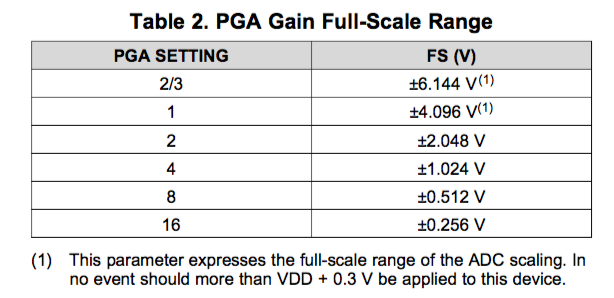 Table 2. PGA Gain Full-Scale Range
PGA SETTING FS (V)
2/3 ±6.144 V(1)
1 ±4.096 V(1)
2 ±2.048 V
4 ±1.024 V
8 ±0.512 V
16 ±0.256 V
(1) This parameter expresses the full-scale range of the ADC scaling. In
no event should more than VDD + 0.3 V be applied to this device.